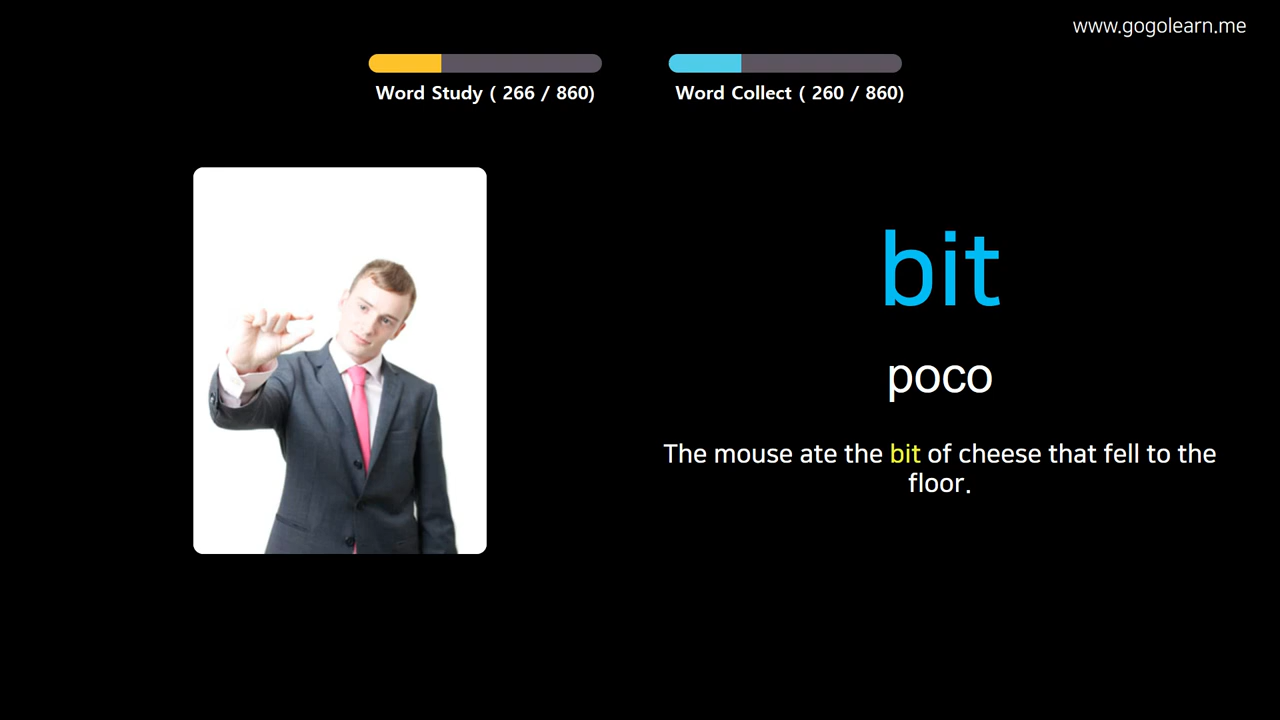 www.gogolearn.me
Word Study ( 266 / 860)
Word Collect ( 260 / 860)
bit
poco
The mouse ate the bit of cheese that fell to the
floor.